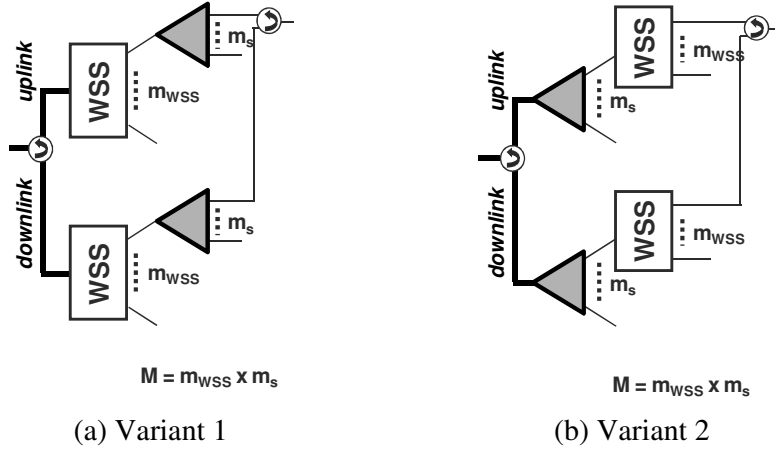 uplink
WSS
m_WSS
m_s
downlink
WSS
m_WSS
m_s
M = m_WSS x m_s
(a) Variant 1
uplink
m_s
WSS
m_WSS
downlink
m_s
WSS
m_WSS
M = m_WSS x m_s
(b) Variant 2